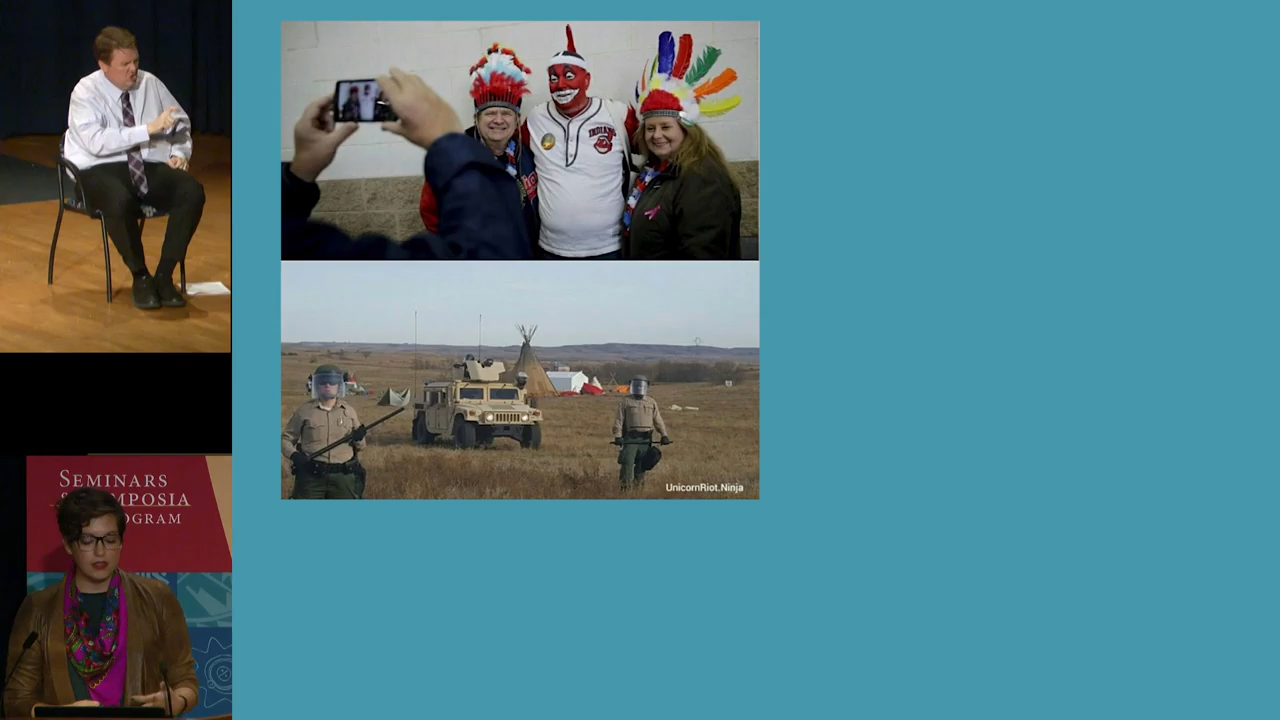 INDIANS
UnicornRiot.Ninja
SEMINARS
& SYMPOSIA
PROGRAM